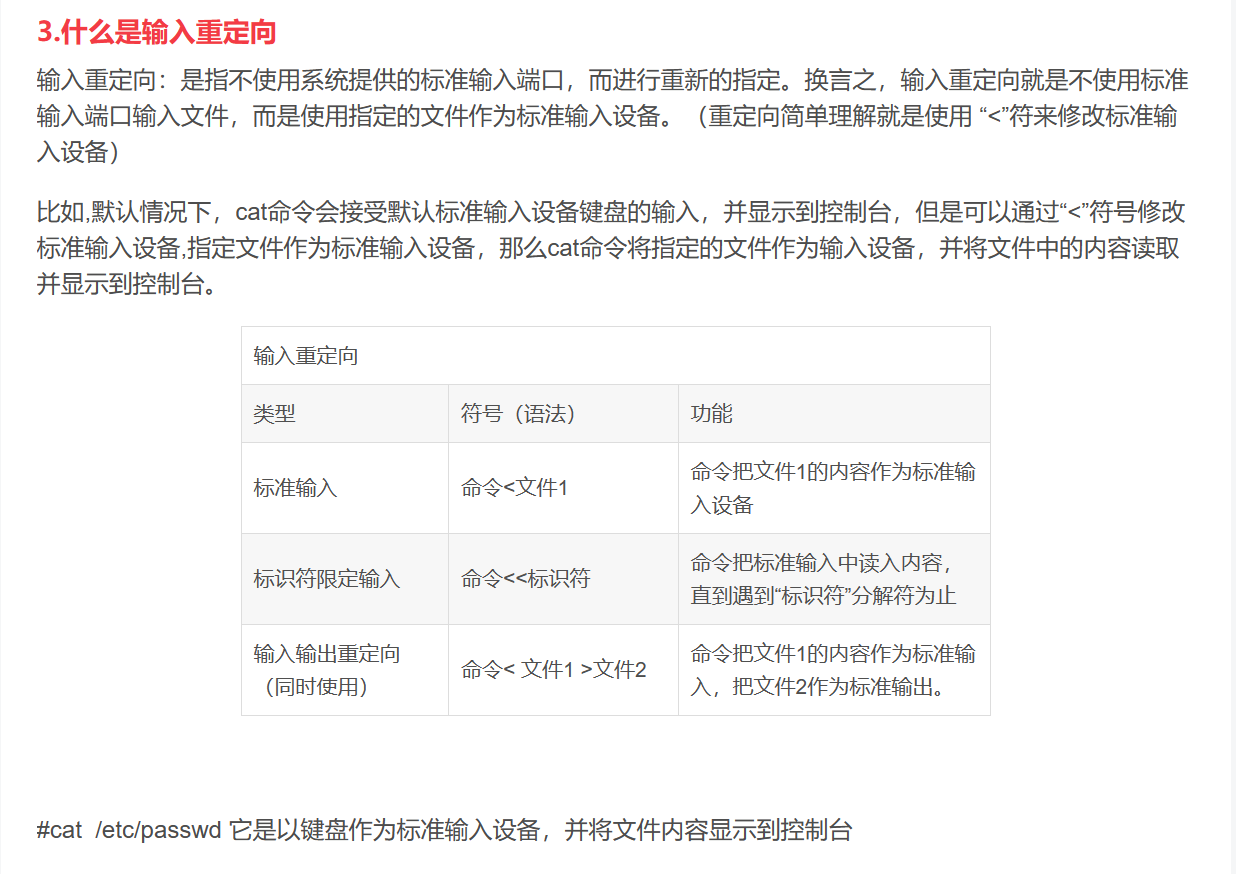 3.什么是输入重定向
输入重定向：是指不使用系统提供的标准输入端口，而进行重新的指定。换言之，输入重定向就是不使用标准
输入端口输入文件，而是使用指定的文件作为标准输入设备。（重定向简单理解就是使用 “<”符来修改标准输
入设备）
比如,默认情况下，cat命令会接受默认标准输入设备键盘的输入，并显示到控制台，但是可以通过“<”符号修改
标准输入设备,指定文件作为标准输入设备，那么cat命令将指定的文件作为输入设备，并将文件中的内容读取
并显示到控制台。
输入重定向
类型 符号（语法） 功能
标准输入 命令<文件1 命令把文件1的内容作为标准输
入设备
标识符限定输入 命令<<标识符 命令把标准输入中读入内容，
直到遇到“标识符”分解符为止
输入输出重定向
（同时使用） 命令< 文件1 >文件2 命令把文件1的内容作为标准输
入，把文件2作为标准输出。
#cat  /etc/passwd 它是以键盘作为标准输入设备，并将文件内容显示到控制台